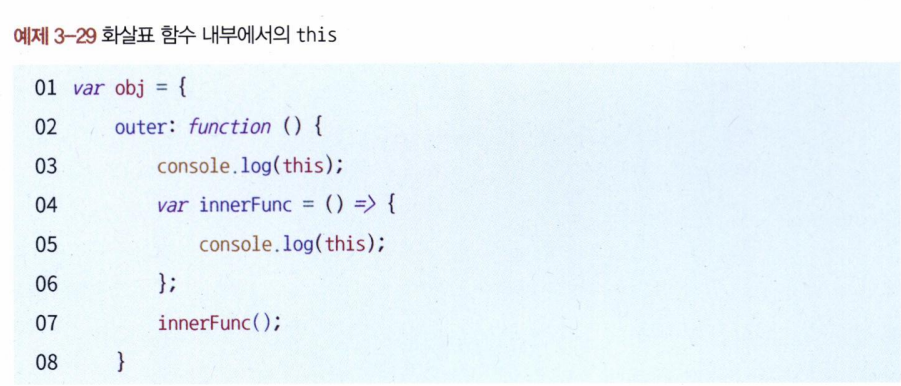 예제 3-29 화살표 함수 내부에서의 this
01 var obj = {
02     outer: function () {
03         console.log(this);
04         var innerFunc = () => {
05             console.log(this);
06         };
07         innerFunc();
08     }